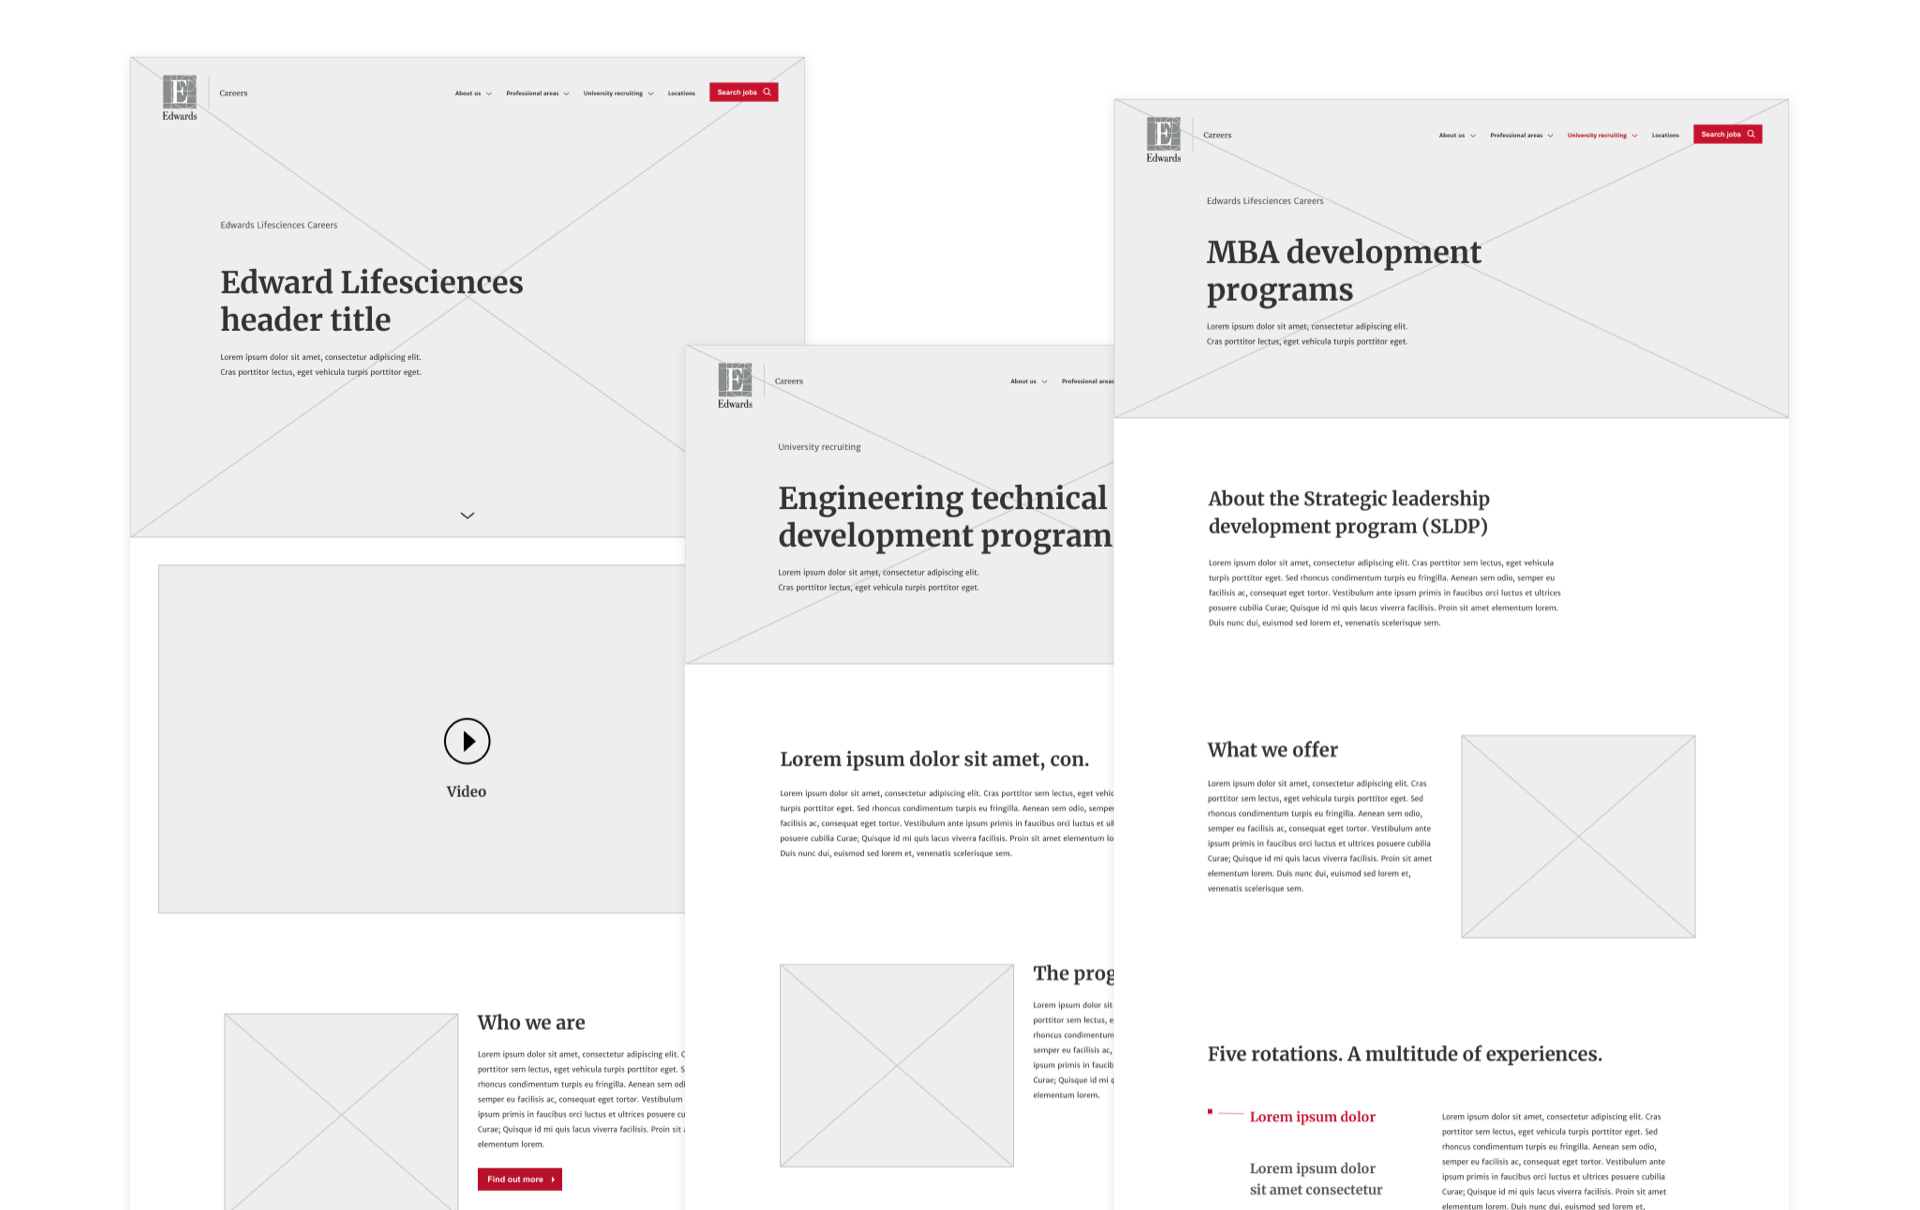 Edwards
Careers
About us
Professional areas
University recruiting
Locations
Search jobs
Edwards Lifesciences Careers
Edward Lifesciences
header title
Lorem ipsum dolor sit amet, consectetur adipiscing elit.
Cras porttitor lectus, eget vehicula turpis porttitor eget.
Video
Who we are
Lorem ipsum dolor sit amet, consectetur adipiscing elit. C
porttitor sem lectus, eget vehicula turpis porttitor eget. S
rhoncus condimentum turpis eu fringilla. Aenean sem odi
semper eu facilisis ac, consequat eget tortor. Vestibulum
ipsum primis in faucibus orci luctus et ultrices posuere cu
Curae; Quisque id mi quis lacus viverra facilisis. Proin sit a
elementum lorem.
Find out more
Edwards
Careers
About us
Professional areas
University recruiting
Engineering technical
development program
Lorem ipsum dolor sit amet, consectetur adipiscing elit.
Cras porttitor lectus, eget vehicula turpis porttitor eget.
Lorem ipsum dolor sit amet, con.
Lorem ipsum dolor sit amet, consectetur adipiscing elit. Cras porttitor sem lectus, eget vehic
turpis porttitor eget. Sed rhoncus condimentum turpis eu fringilla. Aenean sem odio, semper
facilisis ac, consequat eget tortor. Vestibulum ante ipsum primis in faucibus orci luctus et ul
posuere cubilia Curae; Quisque id mi quis lacus viverra facilisis. Proin sit amet elementum lo
Duis nunc dui, euismod sed lorem et, venenatis scelerisque sem.
The prog
Lorem ipsum dolor sit
porttitor sem lectus, e
rhoncus condimentum
semper eu facilisis ac,
ipsum primis in faucib
Curae; Quisque id mi q
elementum lorem.
Edwards
Careers
About us
Professional areas
University recruiting
Locations
Search jobs
Edwards Lifesciences Careers
MBA development
programs
Lorem ipsum dolor sit amet, consectetur adipiscing elit.
Cras porttitor lectus, eget vehicula turpis porttitor eget.
About the Strategic leadership
development program (SLDP)
Lorem ipsum dolor sit amet, consectetur adipiscing elit. Cras porttitor sem lectus, eget vehicula
turpis porttitor eget. Sed rhoncus condimentum turpis eu fringilla. Aenean sem odio, semper eu
facilisis ac, consequat eget tortor. Vestibulum ante ipsum primis in faucibus orci luctus et ultrices
posuere cubilia Curae; Quisque id mi quis lacus viverra facilisis. Proin sit amet elementum lorem.
Duis nunc dui, euismod sed lorem et, venenatis scelerisque sem.
What we offer
Lorem ipsum dolor sit amet, consectetur adipiscing elit. Cras
porttitor sem lectus, eget vehicula turpis porttitor eget. Sed
rhoncus condimentum turpis eu fringilla. Aenean sem odio,
semper eu facilisis ac, consequat eget tortor. Vestibulum ante
ipsum primis in faucibus orci luctus et ultrices posuere cubilia
Curae; Quisque id mi quis lacus viverra facilisis. Proin sit amet
elementum lorem. Duis nunc dui, euismod sed lorem et,
venenatis scelerisque sem.
Five rotations. A multitude of experiences.
Lorem ipsum dolor
Lorem ipsum dolor
sit amet consectetur
Lorem ipsum dolor sit amet, consectetur adipiscing elit. Cras
porttitor sem lectus, eget vehicula turpis porttitor eget. Sed
rhoncus condimentum turpis eu fringilla. Aenean sem odio,
semper eu facilisis ac, consequat eget tortor. Vestibulum ante
ipsum primis in faucibus orci luctus et ultrices posuere cubilia
Curae; Quisque id mi quis lacus viverra facilisis. Proin sit amet
elementum lorem. Duis nunc dui, euismod sed lorem et,